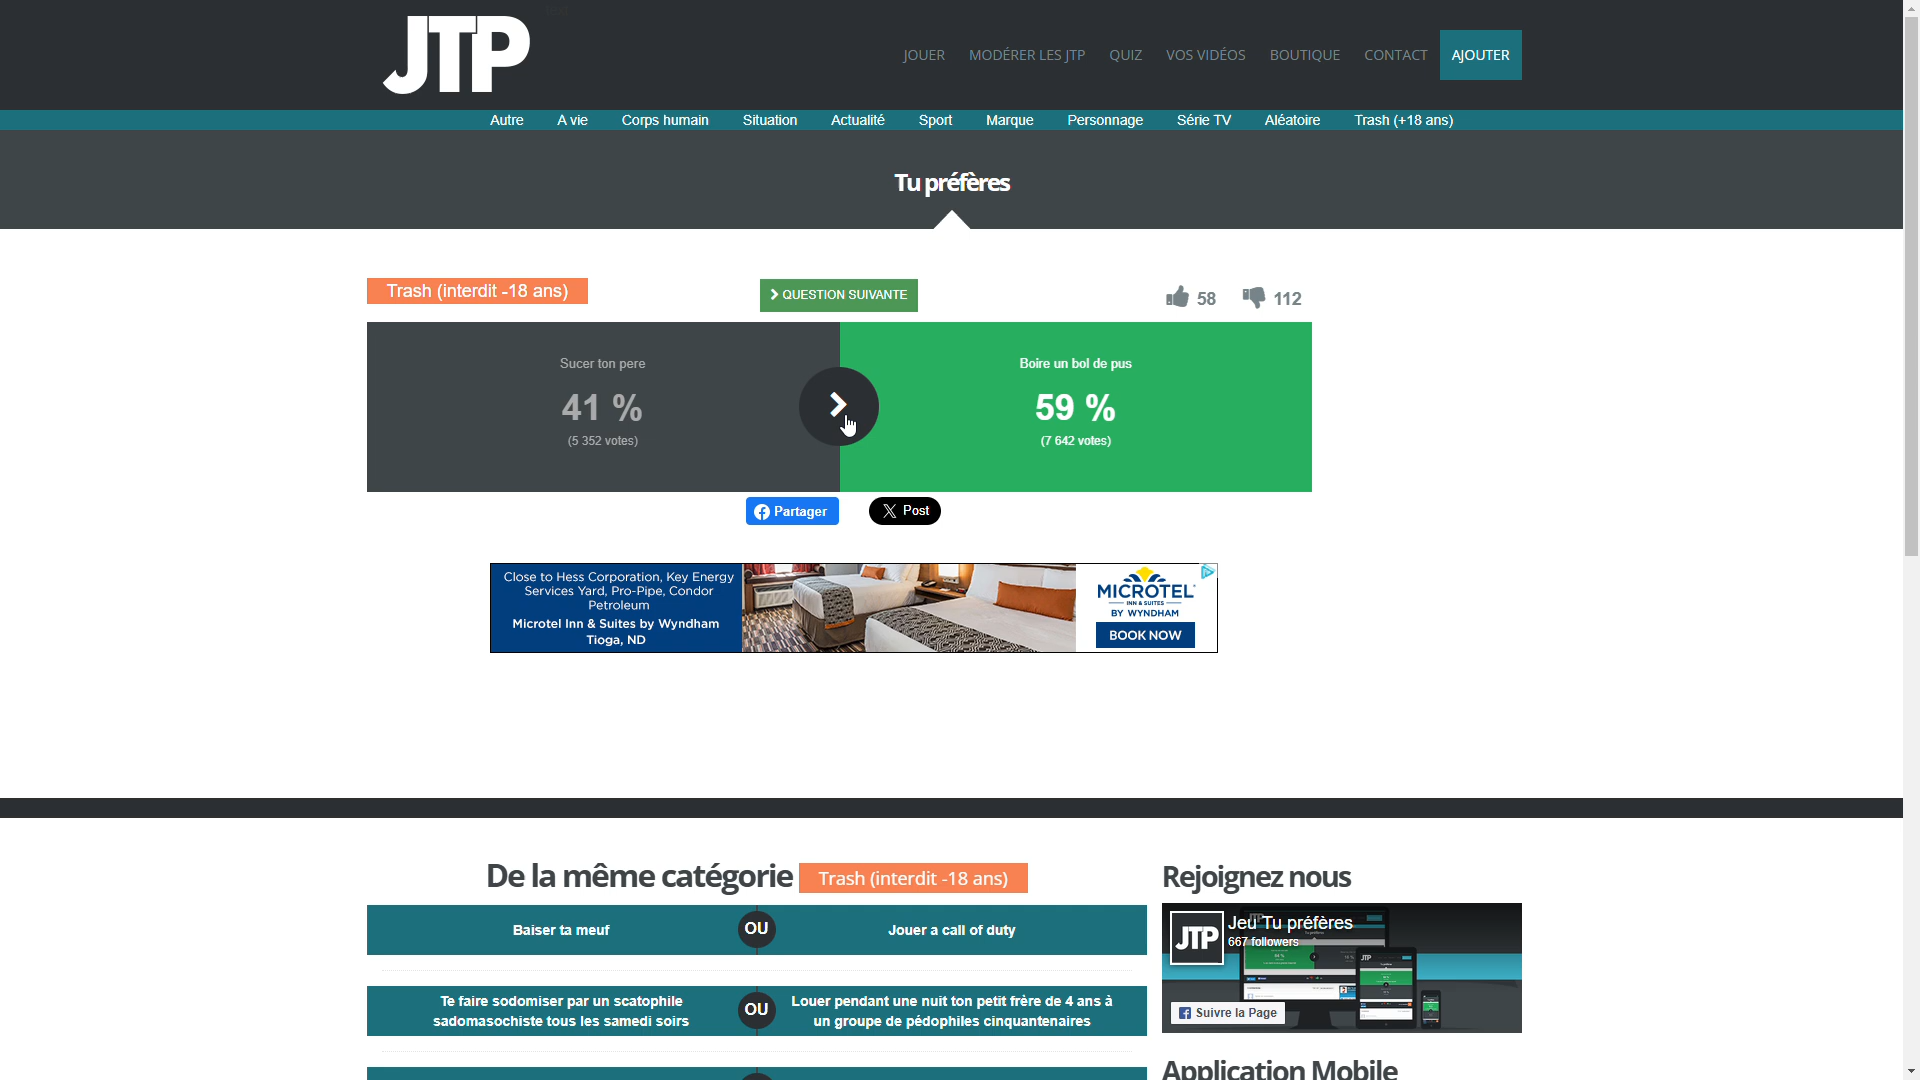 JTP
JOUER MODÉRER LES JTP QUIZ VOS VIDÉOS BOUTIQUE CONTACT AJOUTER
Autre A vie Corps humain Situation Actualité Sport Marque Personnage Série TV Aléatoire Trash (+18 ans)
Tu préfères
Trash (interdit -18 ans)
QUESTION SUIVANTE
58
112
Sucer ton pere
41 %
(5 352 votes)
Boire un bol de pus
59 %
(7 642 votes)
Partager
Post
Close to Hess Corporation, Key Energy
Services Yard, Pro-Pipe, Condor
Petroleum
Microtel Inn & Suites by Wyndham
Tioga, ND
MICROTEL
INN & SUITES
BY WYNDHAM
BOOK NOW
De la même catégorie
Trash (interdit -18 ans)
Baiser ta meuf
OU
Jouer a call of duty
Te faire sodomiser par un scatophile
sadomasochiste tous les samedi soirs
OU
Louer pendant une nuit ton petit frère de 4 ans à
un groupe de pédophiles cinquantenaires
Rejoignez nous
JTP
Jeu Tu préfères
667 followers
Suivre la Page
Application Mobile